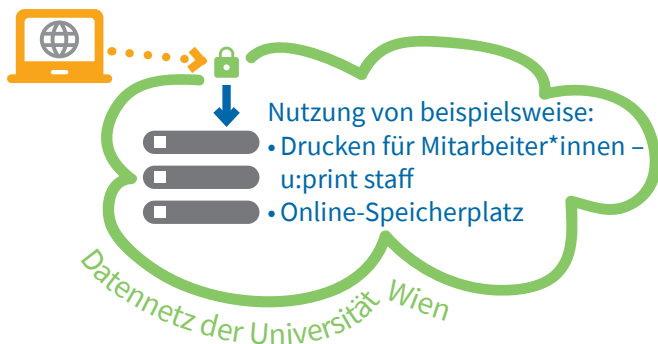 Nutzung von beispielsweise:
• Drucken für Mitarbeiter*innen –
u:print staff
• Online-Speicherplatz
Datennetz der Universität Wien